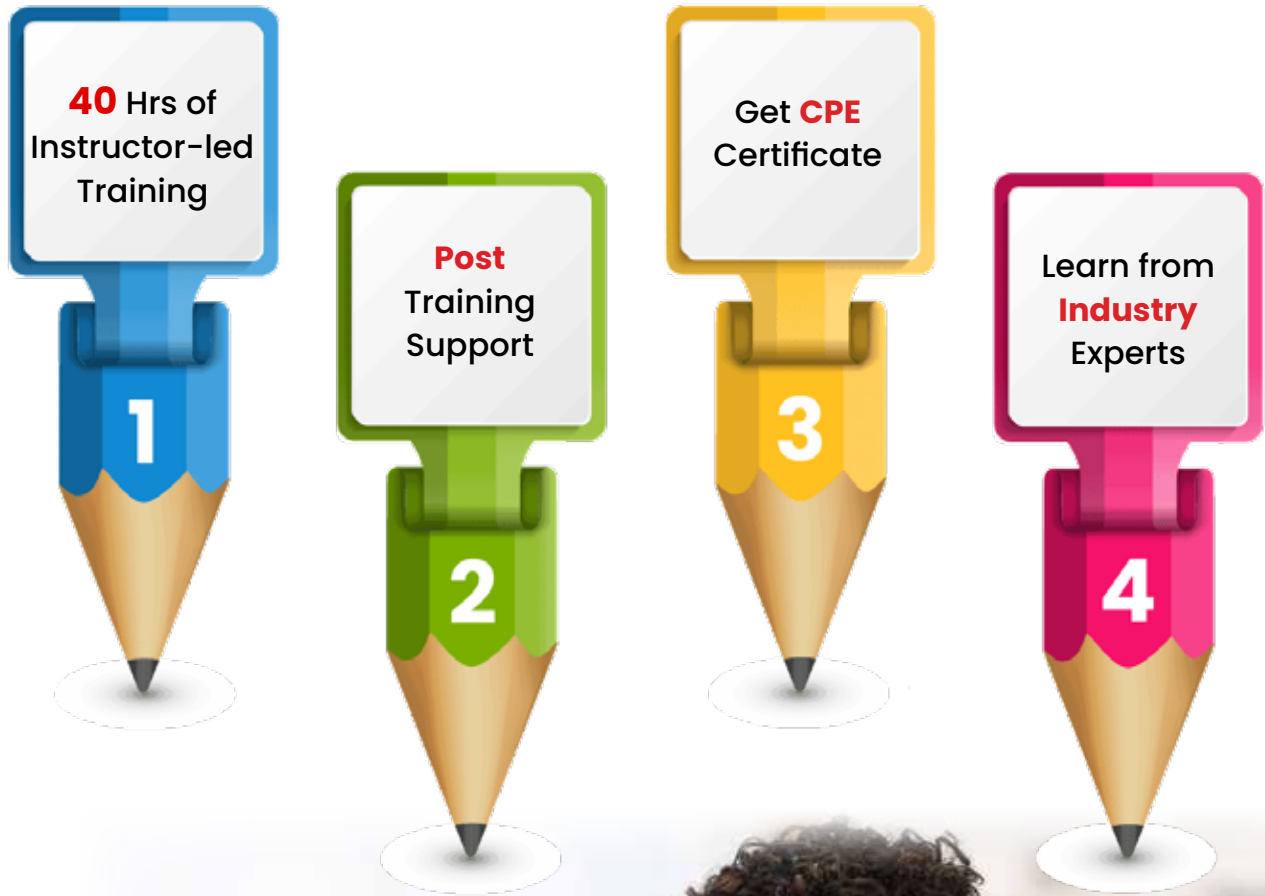 40 Hrs of
Instructor-led
Training
1
Post
Training
Support
2
Get CPE
Certificate
3
Learn from
Industry
Experts
4